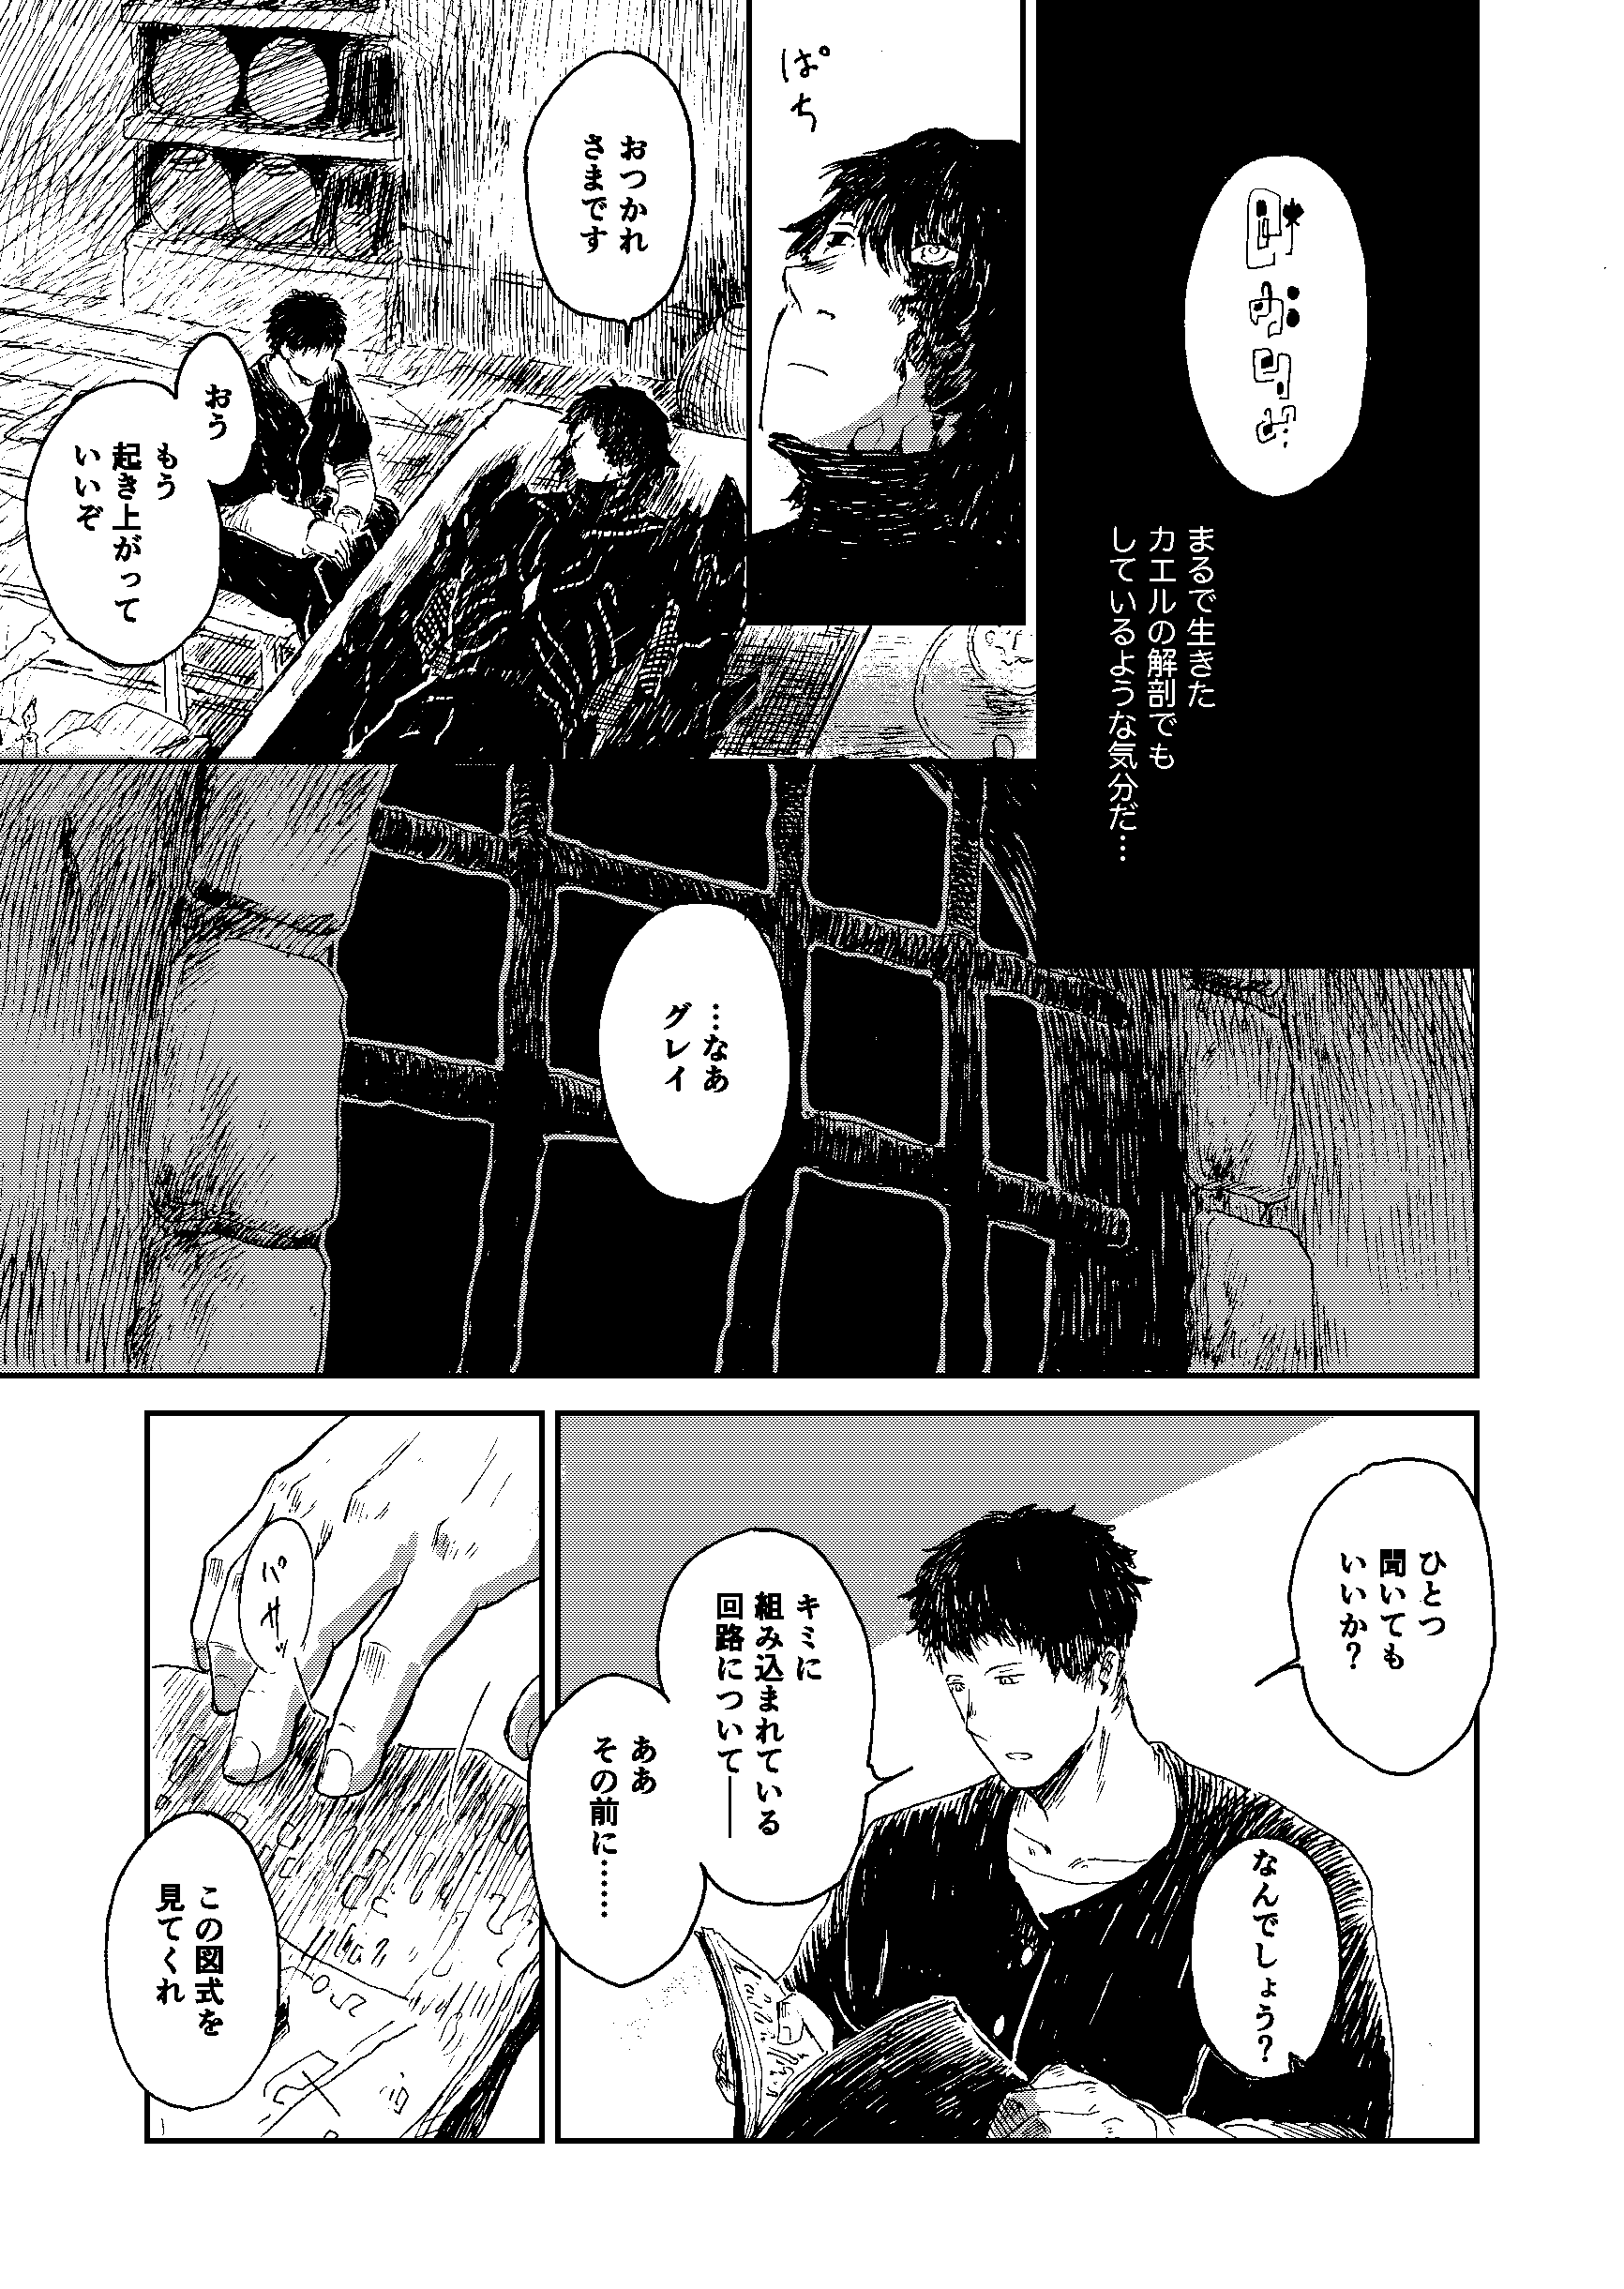 まるで生きた
カエルの解剖でも
しているような気分だ…
ぱち
おつかれ
さまです
おう
もう
起き上がって
いいぞ
…なあ
グレイ
ひとつ
聞いても
いいか?
なんでしょう?
キミに
組み込まれている
回路について――
ああ
その前に……
パサッ
この図式を
見てくれ